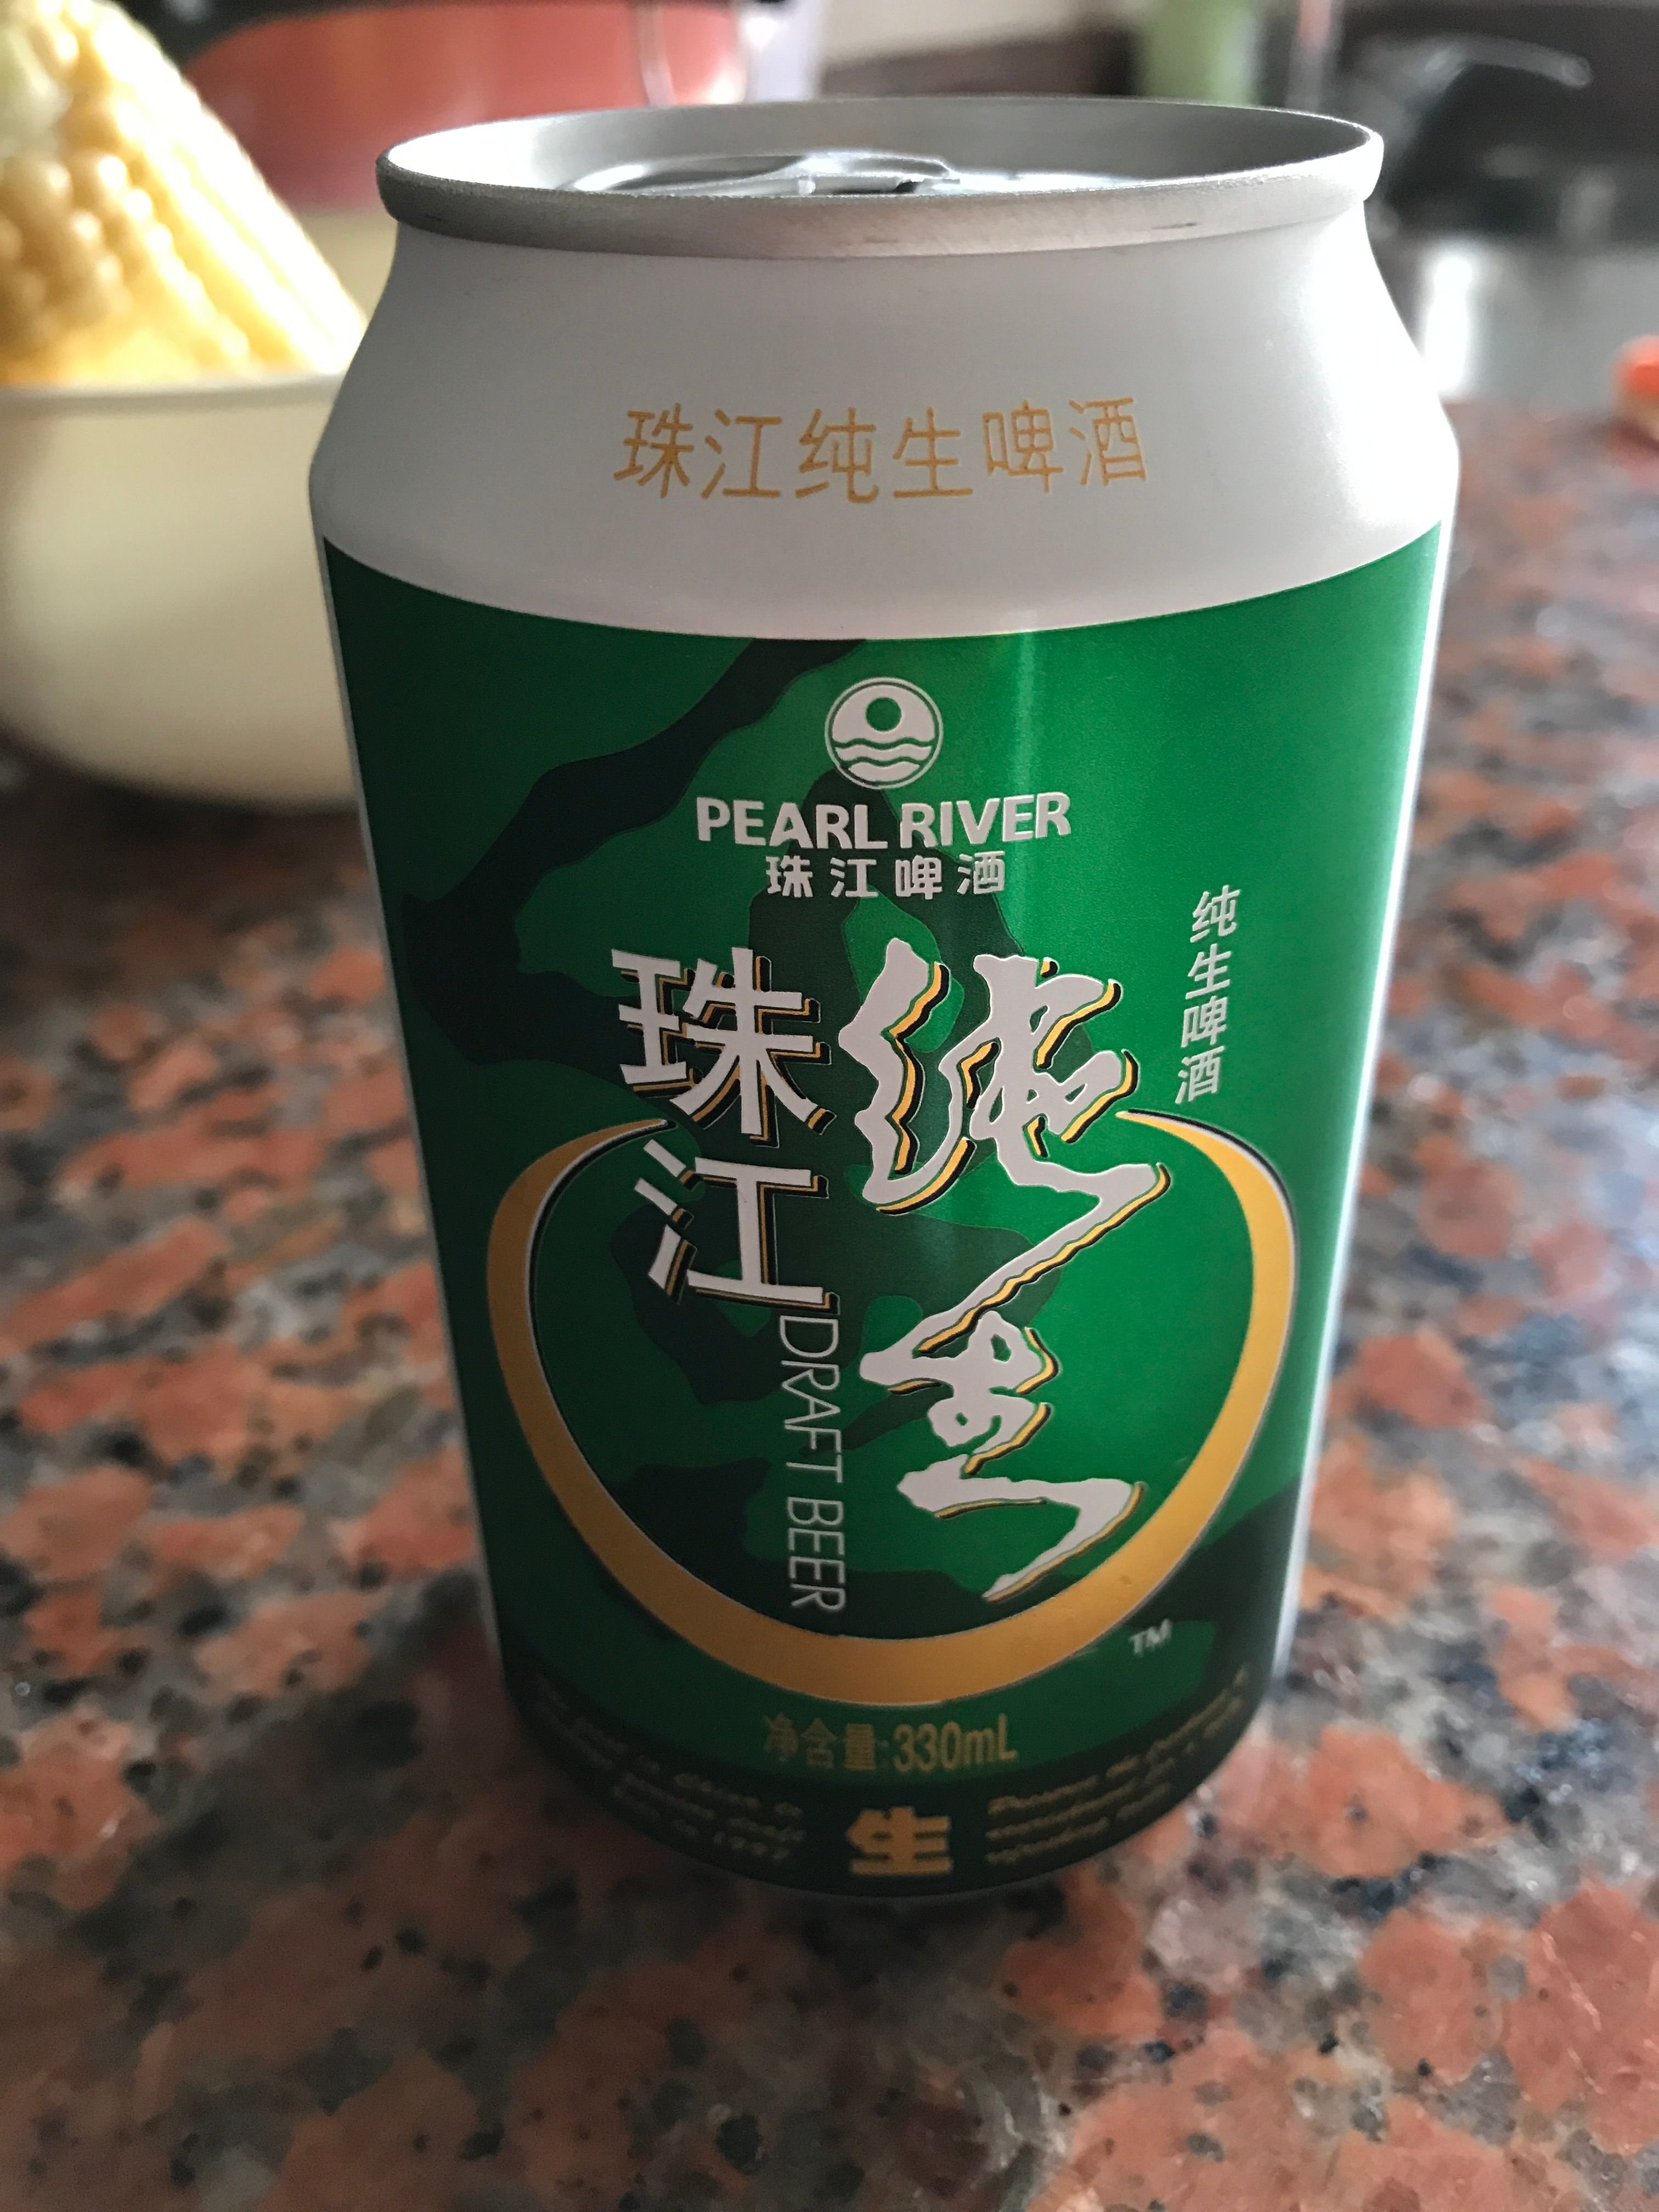 珠江纯生啤酒
PEARL RIVER
珠江啤酒
纯生啤酒
珠江
纯生
DRAFT BEER
TM
净含量:330mL
生